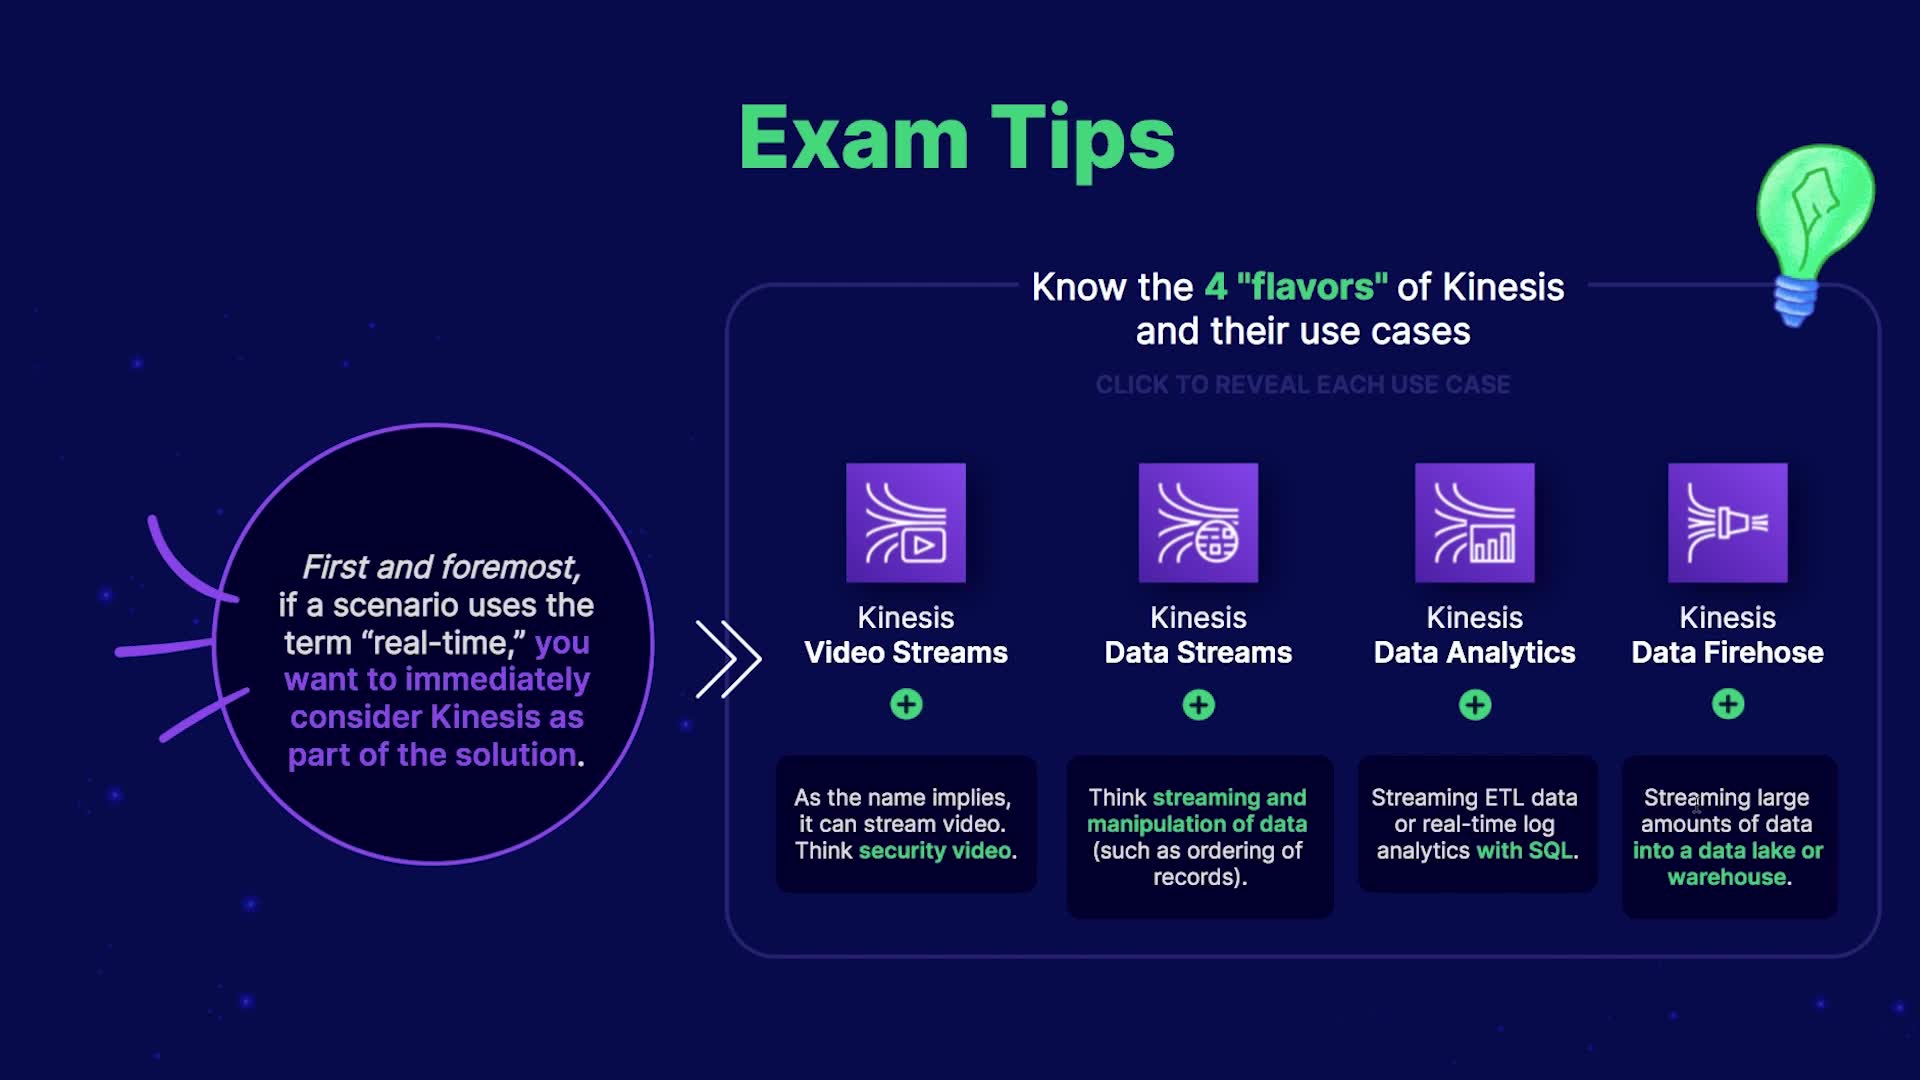 Exam Tips
Know the 4 "flavors" of Kinesis
and their use cases
CLICK TO REVEAL EACH USE CASE
First and foremost,
if a scenario uses the
term “real-time,” you
want to immediately
consider Kinesis as
part of the solution.
Kinesis
Video Streams
As the name implies,
it can stream video.
Think security video.
Kinesis
Data Streams
Think streaming and
manipulation of data
(such as ordering of
records).
Kinesis
Data Analytics
Streaming ETL data
or real-time log
analytics with SQL.
Kinesis
Data Firehose
Streaming large
amounts of data
into a data lake or
warehouse.